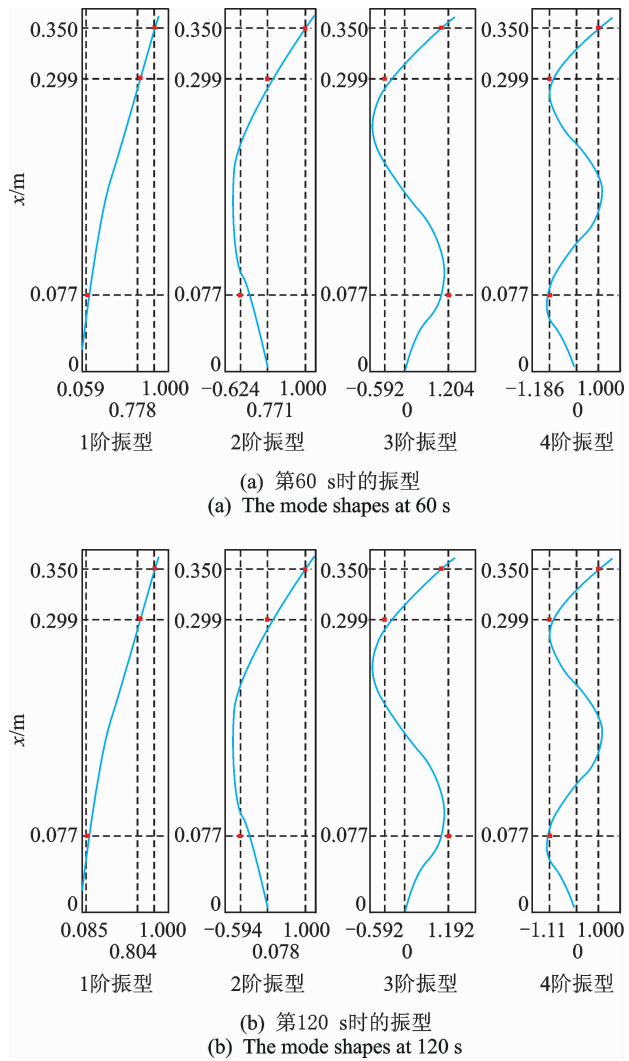 0.350 0.350 0.350 0.350
0.299 0.299 0.299 0.299
x/m
0.077 0.077 0.077 0.077
0 0 0 0
0.059 1.000 −0.624 1.000 −0.592 1.204 −1.186 1.000
0.778 0.771 0 0
1阶振型 2阶振型 3阶振型 4阶振型
(a) 第60 s时的振型
(a) The mode shapes at 60 s
0.350 0.350 0.350 0.350
0.299 0.299 0.299 0.299
x/m
0.077 0.077 0.077 0.077
0 0 0 0
0.085 1.000 −0.594 1.000 −0.592 1.192 −1.11 1.000
0.804 0.078 0 0
1阶振型 2阶振型 3阶振型 4阶振型
(b) 第120 s时的振型
(b) The mode shapes at 120 s